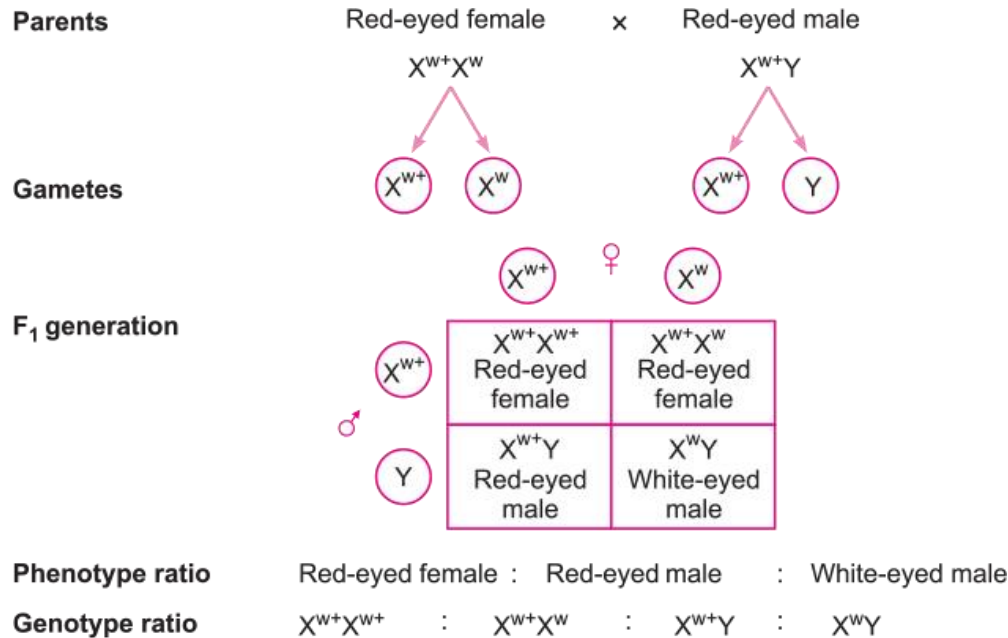 Parents Red-eyed female × Red-eyed male
Xʷ⁺Xʷ Xʷ⁺Y
Gametes Xʷ⁺ Xʷ Xʷ⁺ Y
Xʷ⁺ ♀ Xʷ
F₁ generation
Xʷ⁺ Xʷ⁺Xʷ⁺ Xʷ⁺Xʷ
Red-eyed Red-eyed
female female
♂
Y Xʷ⁺Y XʷY
Red-eyed White-eyed
male male
Phenotype ratio Red-eyed female : Red-eyed male : White-eyed male
Genotype ratio Xʷ⁺Xʷ⁺ : Xʷ⁺Xʷ : Xʷ⁺Y : XʷY